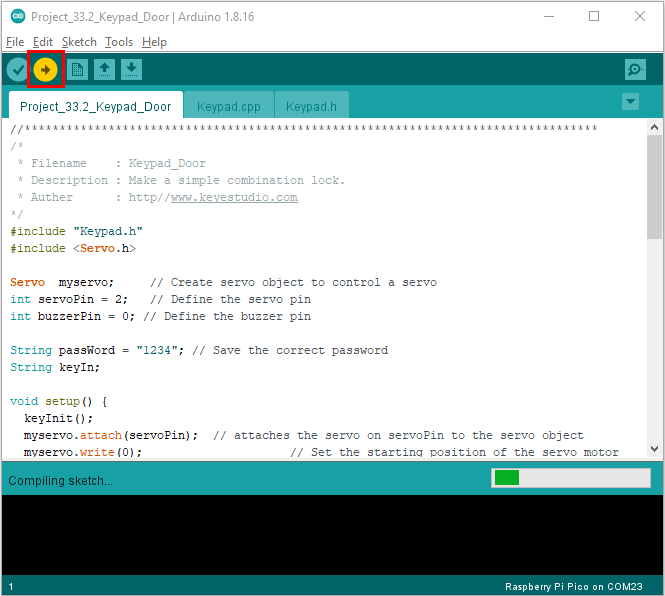 Project_33.2_Keypad_Door | Arduino 1.8.16
File Edit Sketch Tools Help
Project_33.2_Keypad_Door Keypad.cpp Keypad.h
//**********************************************************************************
/*
 * Filename    : Keypad_Door
 * Description : Make a simple combination lock.
 * Auther      : http//www.keyestudio.com
*/
#include "Keypad.h"
#include <Servo.h>
Servo  myservo;     // Create servo object to control a servo
int servoPin = 2;   // Define the servo pin
int buzzerPin = 0; // Define the buzzer pin
String passWord = "1234"; // Save the correct password
String keyIn;
void setup() {
  keyInit();
  myservo.attach(servoPin);  // attaches the servo on servoPin to the servo object
  myservo.write(0);                     // Set the starting position of the servo motor
Compiling sketch...
1 Raspberry Pi Pico on COM23